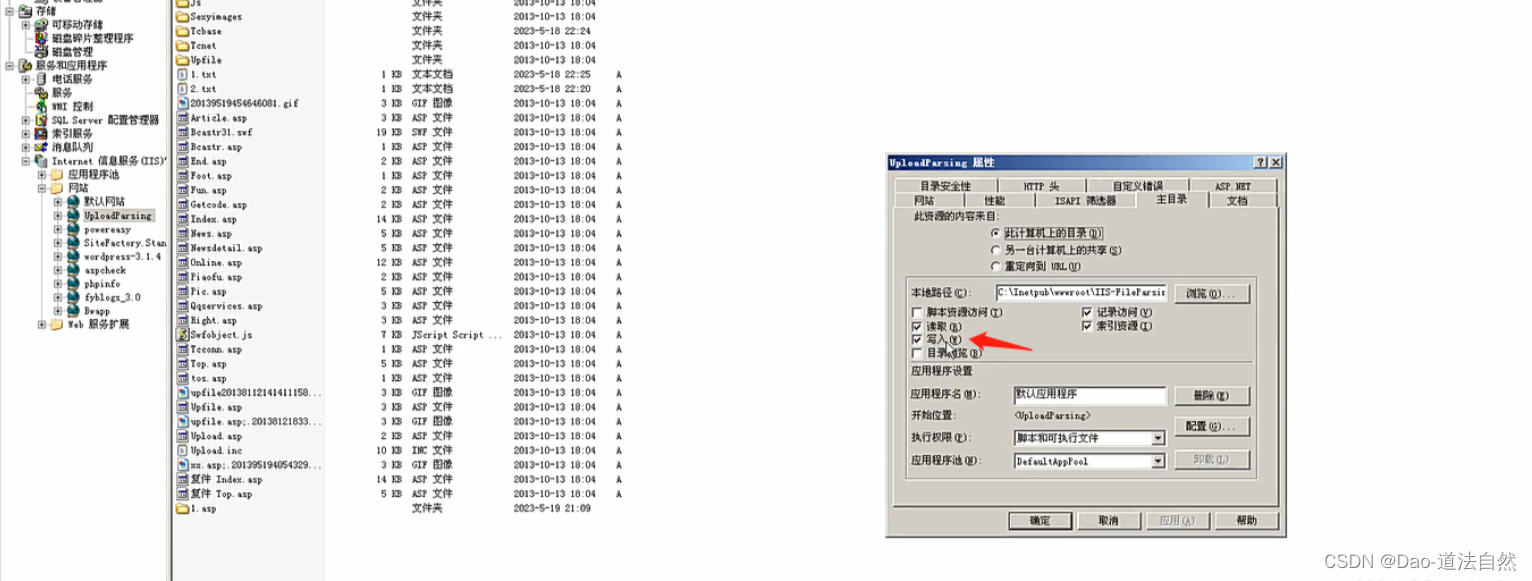 存储
可移动存储
磁盘碎片整理程序
磁盘管理
服务和应用程序
电话服务
服务
WMI 控制
SQL Server 配置管理器
索引服务
消息队列
Internet 信息服务(IIS)
应用程序池
网站
默认网站
UploadParsing
powereasy
SiteFactory.Stan
wordpress-3.1.4
aspcheck
phpinfo
fyblogs_3.0
Bwapp
Web 服务扩展
Js 文件夹 2013-10-13 18:04
Sexyimages 文件夹 2013-10-13 18:04
Tcbase 文件夹 2023-5-18 22:24
Tcnet 文件夹 2013-10-13 18:04
Upfile 文件夹 2013-10-13 18:04
1.txt 1 KB 文本文档 2023-5-18 22:25 A
2.txt 1 KB 文本文档 2023-5-18 22:20 A
20139519454646081.gif 3 KB GIF 图像 2013-10-13 18:04 A
Article.asp 3 KB ASP 文件 2013-10-13 18:04 A
Bcastr31.swf 19 KB SWF 文件 2013-10-13 18:04 A
Bcastr.asp 1 KB ASP 文件 2013-10-13 18:04 A
End.asp 2 KB ASP 文件 2013-10-13 18:04 A
Foot.asp 1 KB ASP 文件 2013-10-13 18:04 A
Fun.asp 2 KB ASP 文件 2013-10-13 18:04 A
Getcode.asp 2 KB ASP 文件 2013-10-13 18:04 A
Index.asp 14 KB ASP 文件 2013-10-13 18:04 A
News.asp 5 KB ASP 文件 2013-10-13 18:04 A
Newsdetail.asp 5 KB ASP 文件 2013-10-13 18:04 A
Online.asp 12 KB ASP 文件 2013-10-13 18:04 A
Piaofu.asp 2 KB ASP 文件 2013-10-13 18:04 A
Pic.asp 5 KB ASP 文件 2013-10-13 18:04 A
Qqservices.asp 3 KB ASP 文件 2013-10-13 18:04 A
Right.asp 3 KB ASP 文件 2013-10-13 18:04 A
Swfobject.js 7 KB JScript Script ... 2013-10-13 18:04 A
Tcconn.asp 1 KB ASP 文件 2013-10-13 18:04 A
Top.asp 5 KB ASP 文件 2013-10-13 18:04 A
tos.asp 1 KB ASP 文件 2013-10-13 18:04 A
upfile20138112141411158... 3 KB GIF 图像 2013-10-13 18:04 A
Upfile.asp 3 KB ASP 文件 2013-10-13 18:04 A
upfile.asp;.20138121833... 3 KB GIF 图像 2013-10-13 18:04 A
Upload.asp 2 KB ASP 文件 2013-10-13 18:04 A
Upload.inc 10 KB INC 文件 2013-10-13 18:04 A
xx.asp;.201395194054329... 3 KB GIF 图像 2013-10-13 18:04 A
复件 Index.asp 14 KB ASP 文件 2013-10-13 18:04 A
复件 Top.asp 5 KB ASP 文件 2013-10-13 18:04 A
1.asp 文件夹 2023-5-19 21:09
UploadParsing 属性
目录安全性 HTTP 头 自定义错误 ASP.NET
网站 性能 ISAPI 筛选器 主目录 文档
此资源的内容来自:
此计算机上的目录(D)
另一台计算机上的共享(S)
重定向到 URL(U)
本地路径(C): C:\Inetpub\wwwroot\IIS-FileParsin 浏览(O)...
脚本资源访问(T) 记录访问(V)
读取(R) 索引资源(I)
写入(W)
目录浏览(B)
应用程序设置
应用程序名(M): 默认应用程序 删除(E)
开始位置: <UploadParsing>
配置(G)...
执行权限(P): 脚本和可执行文件
应用程序池(N): DefaultAppPool 卸载(L)
确定 取消 应用(A) 帮助
CSDN @Dao-道法自然